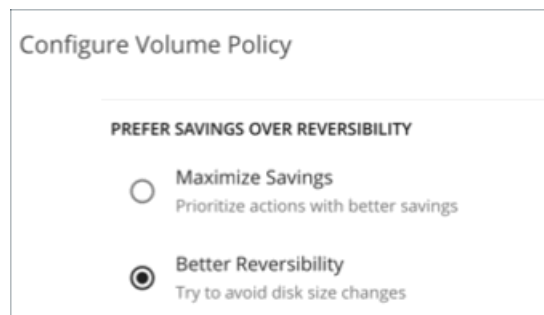 Configure Volume Policy
PREFER SAVINGS OVER REVERSIBILITY
Maximize Savings
Prioritize actions with better savings
Better Reversibility
Try to avoid disk size changes